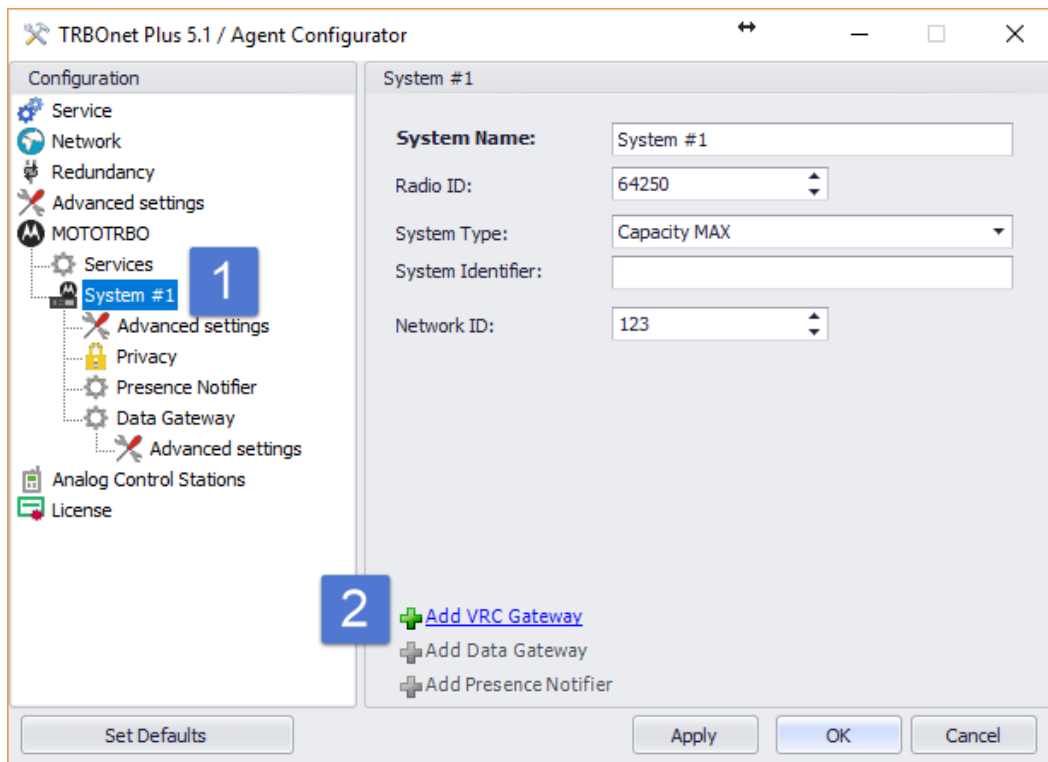 TRBOnet Plus 5.1 / Agent Configurator
Configuration
Service
Network
Redundancy
Advanced settings
MOTOTRBO
Services
System #1
1
Advanced settings
Privacy
Presence Notifier
Data Gateway
Advanced settings
Analog Control Stations
License
System #1
System Name: System #1
Radio ID: 64250
System Type: Capacity MAX
System Identifier:
Network ID: 123
2
Add VRC Gateway
Add Data Gateway
Add Presence Notifier
Set Defaults Apply OK Cancel